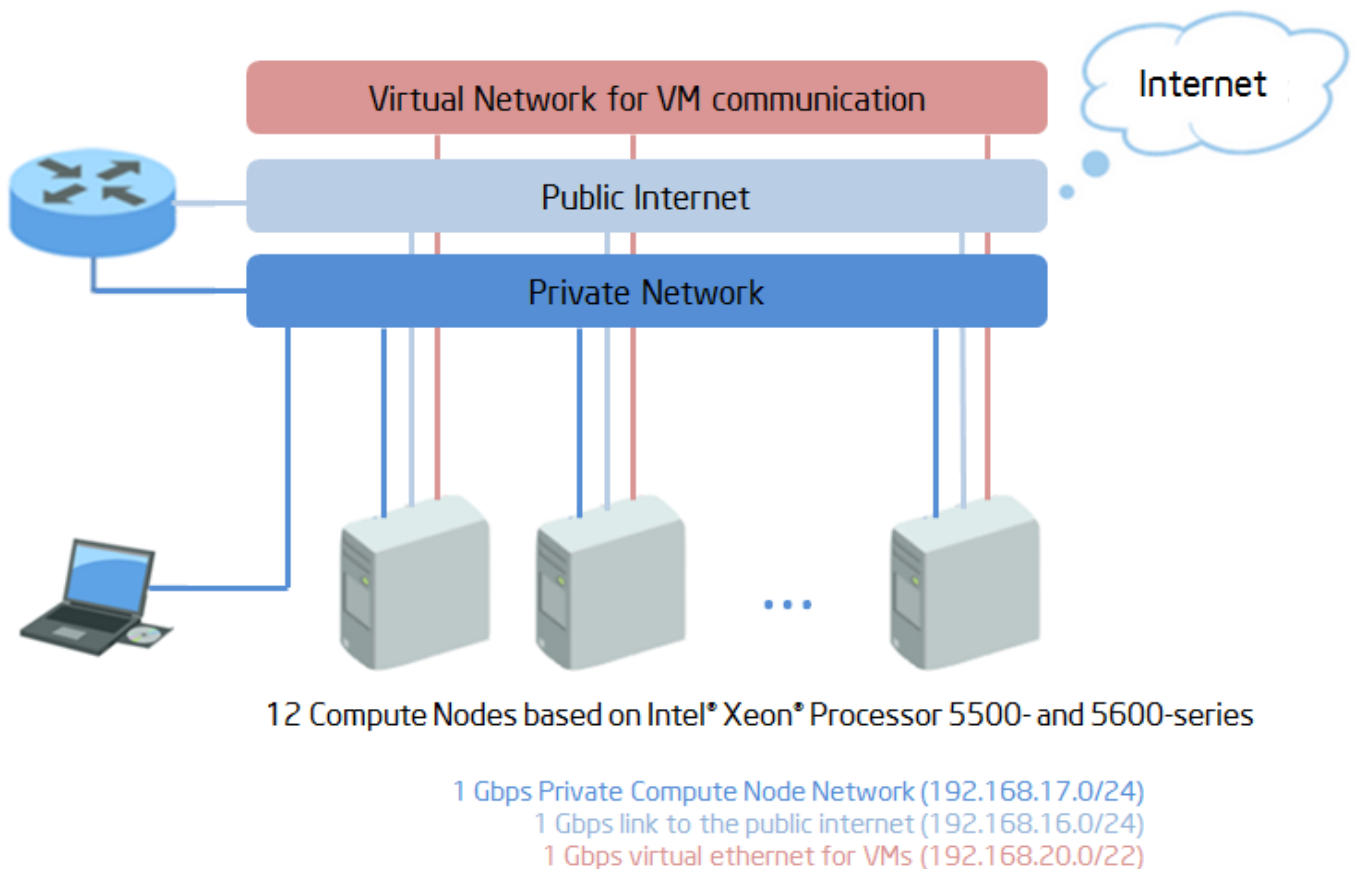 Internet
Virtual Network for VM communication
Public Internet
Private Network
...
12 Compute Nodes based on Intel® Xeon® Processor 5500- and 5600-series
1 Gbps Private Compute Node Network (192.168.17.0/24)
1 Gbps link to the public internet (192.168.16.0/24)
1 Gbps virtual ethernet for VMs (192.168.20.0/22)